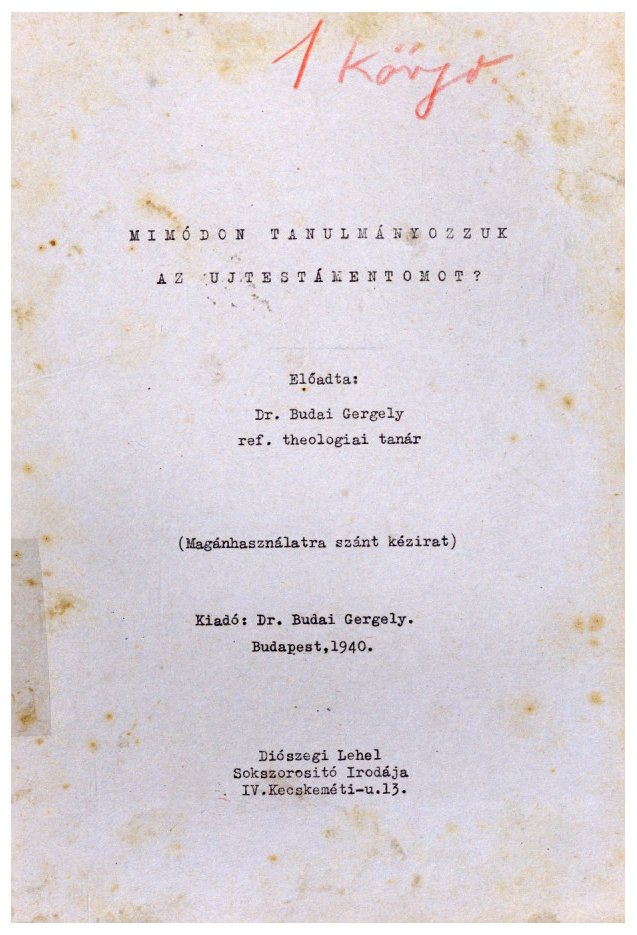 1
MIMÓDON TANULMÁNYOZZUK
AZ UJTESTÁMENTOMOT?
Előadta:
Dr. Budai Gergely
ref. theologiai tanár
(Magánhasználatra szánt kézirat)
Kiadó: Dr. Budai Gergely.
Budapest,1940.
Diószegi Lehel
Sokszorositó Irodája
IV.Kecskeméti-u.13.